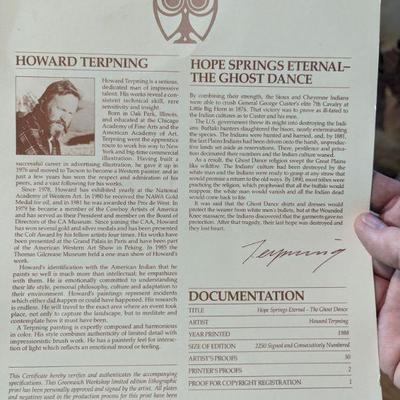 HOWARD TERPNING
Howard Terpning is a serious,
dedicated man of impressive
talent. His works reveal a con-
sistent technical skill, rare
sensitivity and insight.
Born in Oak Park, Illinois,
and educated at the Chicago
Academy of Fine Arts and the
American Academy of Art,
Terpning went the apprentice
route to work his way to New
York and big-time commercial
illustration. Having built a
successful career in advertising illustration, he gave it up in
1976 and moved to Tucson to become a Western painter, and in
just a few years has won the respect and admiration of his
peers, and a vast following for his works.
Since 1978, Howard has exhibited yearly at the National
Academy of Western Art. In 1980 he received the NAWA Gold
Medal for oil, and in 1981 he was awarded the Prix de West. In
1979 he became a member of the Cowboy Artists of America
and has served as their President and member on the Board of
Directors of the CA Museum. Since joining the CAA, Howard
has won several gold and silver medals and has been presented
the Colt Award by his fellow artists four times. His works have
been presented at the Grand Palais in Paris and have been part
of the American Western Art Show in Peking. In 1985 the
Thomas Gilcrease Museum held a one-man show of Howard's
work.
Howard's identification with the American Indian that he
paints so well is much more than intellectual; he empathizes
with them. He is emotionally committed to understanding
their life style, personal philosophy, culture and adaptation to
their environment. Howard's paintings represent incidents
which either did happen or could have happened. His research
is endless. He will travel to the exact area where an event took
place, not only to capture the landscape, but to meditate and
contemplate how it must have been.
A Terpning painting is expertly composed and harmonious
in color. His style combines authenticity of limited detail with
impressionistic brush work. He has a painterly feel for interac-
tion of light which reflects an emotional mood or feeling.
This Certificate hereby verifies and authenticates the accompanying
specifications. This Greenwich Workshop limited edition lithographic
print has been personally approved and signed by the artist. All plates
and negatives used in the production of this print have been
HOPE SPRINGS ETERNAL—
THE GHOST DANCE
By combining their strength, the Sioux and Cheyenne Indians
were able to crush General George Custer's elite 7th Cavalry at
Little Big Horn in 1876. That victory was to prove as ill-fated to
the Indian cultures as to Custer and his men.
The U.S. government threw its might into destroying the Indi-
ans. Buffalo hunters slaughtered the bison, nearly exterminating
the species. The Indians were hunted and harried, and, by 1881,
the last Plains Indians had been driven onto the harsh, unproduc-
tive lands set aside as reservations. There, pestilence and priva-
tion decimated their numbers and the Indian culture waned.
As a result, the Ghost Dance religion swept the Great Plains
like wildfire. The Indians' culture had been destroyed by the
white man and the Indians were ready to grasp at any straw that
would promise a return to the old ways. By 1890, most tribes were
practicing the religion, which prophesied that all the buffalo would
reappear, the white man would vanish and all the Indian dead
would come back to life.
It was said that Ghost Dance shirts and dresses would
protect the wearer from white men's bullets, but at the Wounded
Knee massacre, the Indians discovered that the garments gave no
protection. After that tragedy, their last hope was destroyed and
they lost heart.
Terpning
DOCUMENTATION
TITLE Hope Springs Eternal – The Ghost Dance
ARTIST Howard Terpning
YEAR PRINTED 1988
SIZE OF EDITION 2250 Signed and Consecutively Numbered
ARTIST'S PROOFS 50
PRINTER'S PROOFS 2
PROOF FOR COPYRIGHT REGISTRATION 1